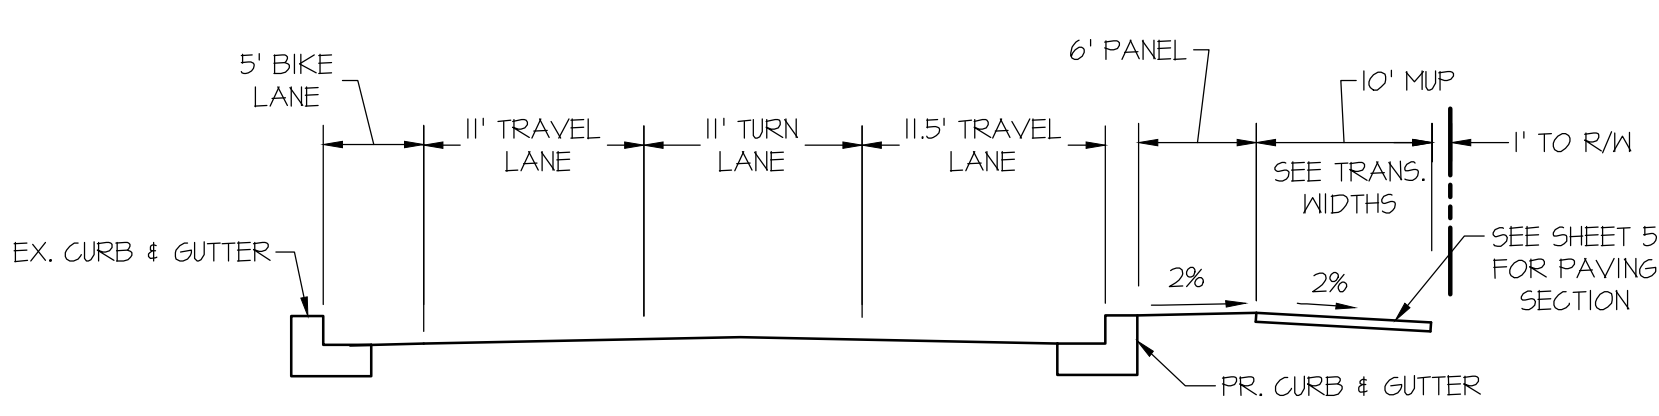 5' BIKE
LANE
11' TRAVEL
LANE
11' TURN
LANE
11.5' TRAVEL
LANE
6' PANEL
10' MUP
SEE TRANS.
WIDTHS
1' TO R/W
EX. CURB & GUTTER
2%
2%
SEE SHEET 5
FOR PAVING
SECTION
PR. CURB & GUTTER